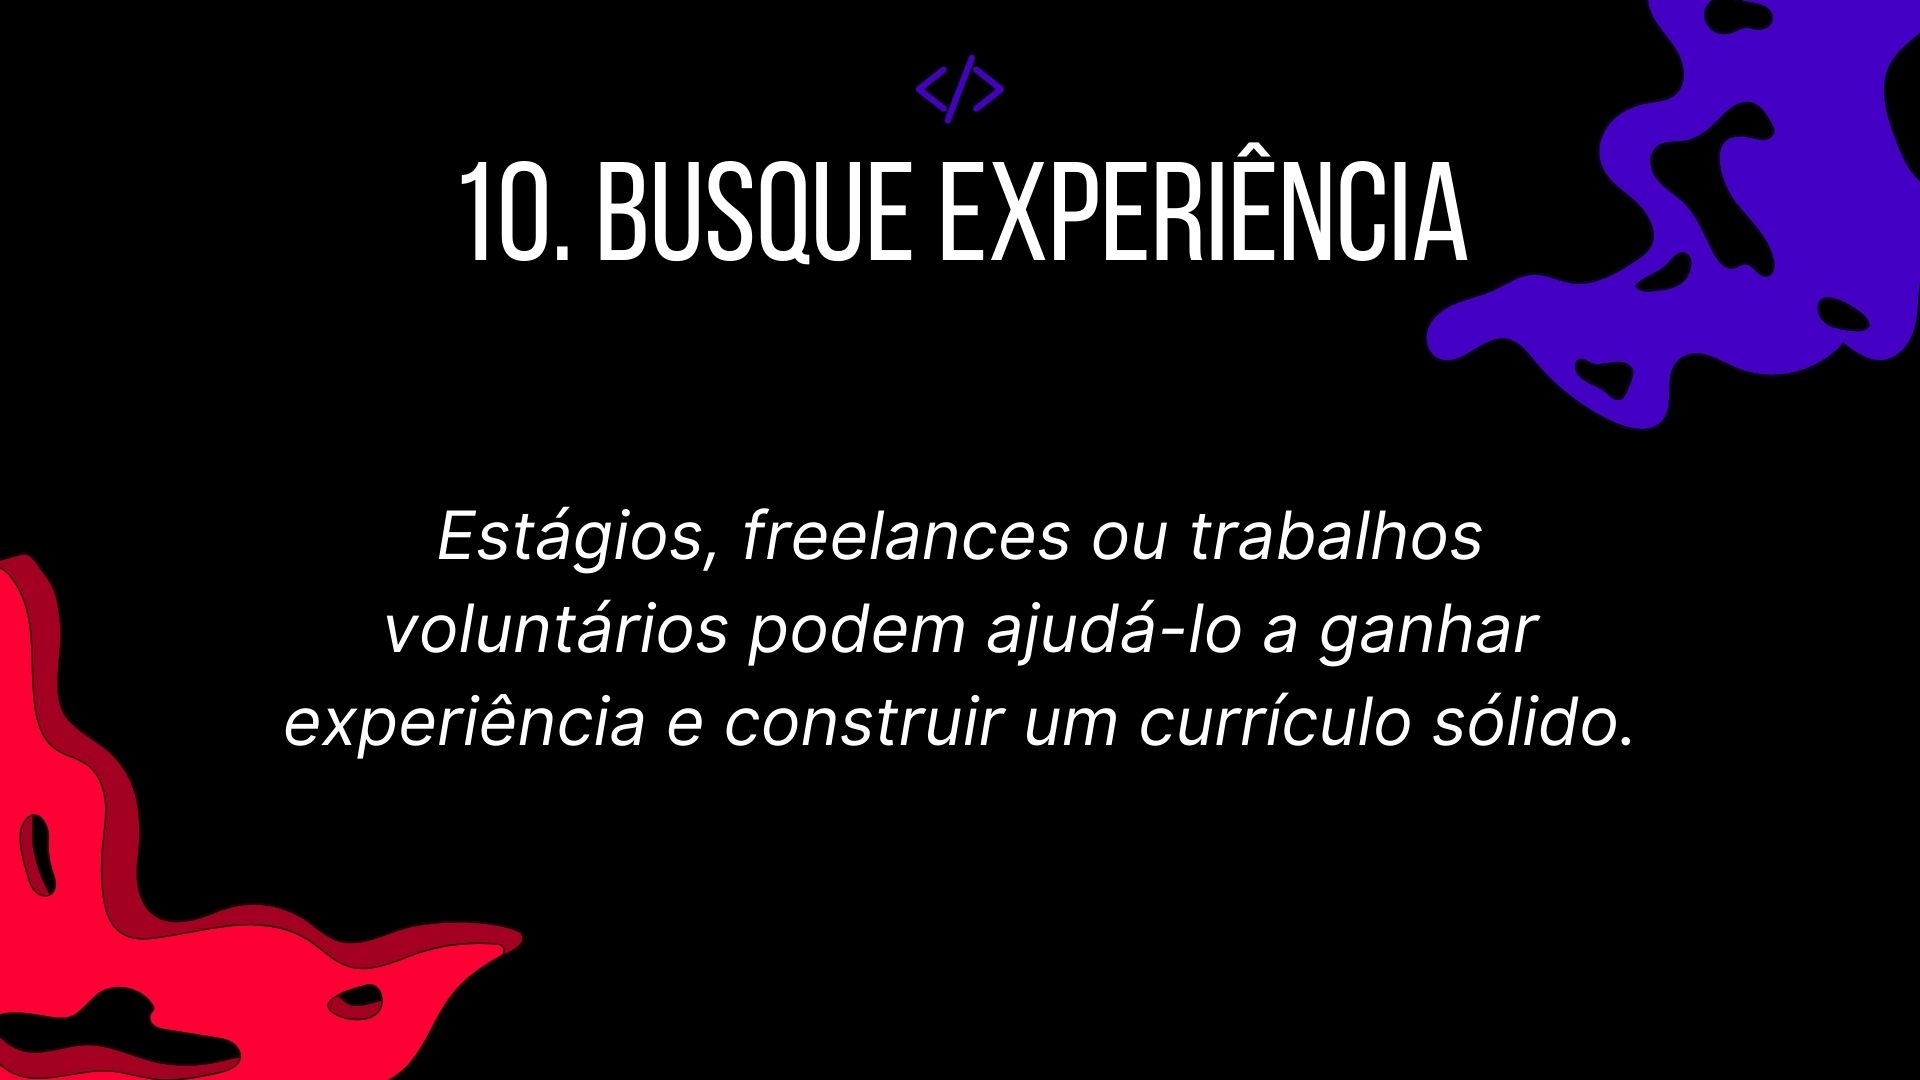 </>
10. BUSQUE EXPERIÊNCIA
Estágios, freelances ou trabalhos
voluntários podem ajudá-lo a ganhar
experiência e construir um currículo sólido.